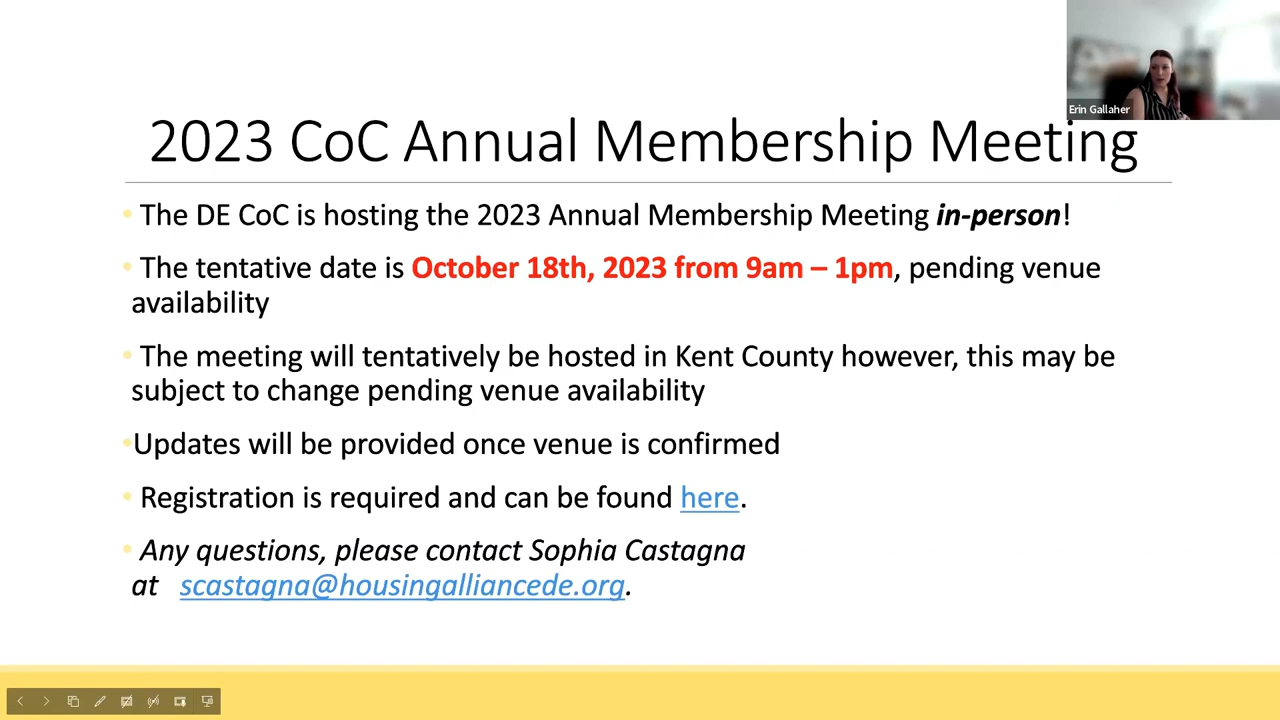 Erin Gallaher
2023 CoC Annual Membership Meeting
• The DE CoC is hosting the 2023 Annual Membership Meeting in-person!
• The tentative date is October 18th, 2023 from 9am – 1pm, pending venue
availability
• The meeting will tentatively be hosted in Kent County however, this may be
subject to change pending venue availability
•Updates will be provided once venue is confirmed
• Registration is required and can be found here.
• Any questions, please contact Sophia Castagna
at scastagna@housingalliancede.org.